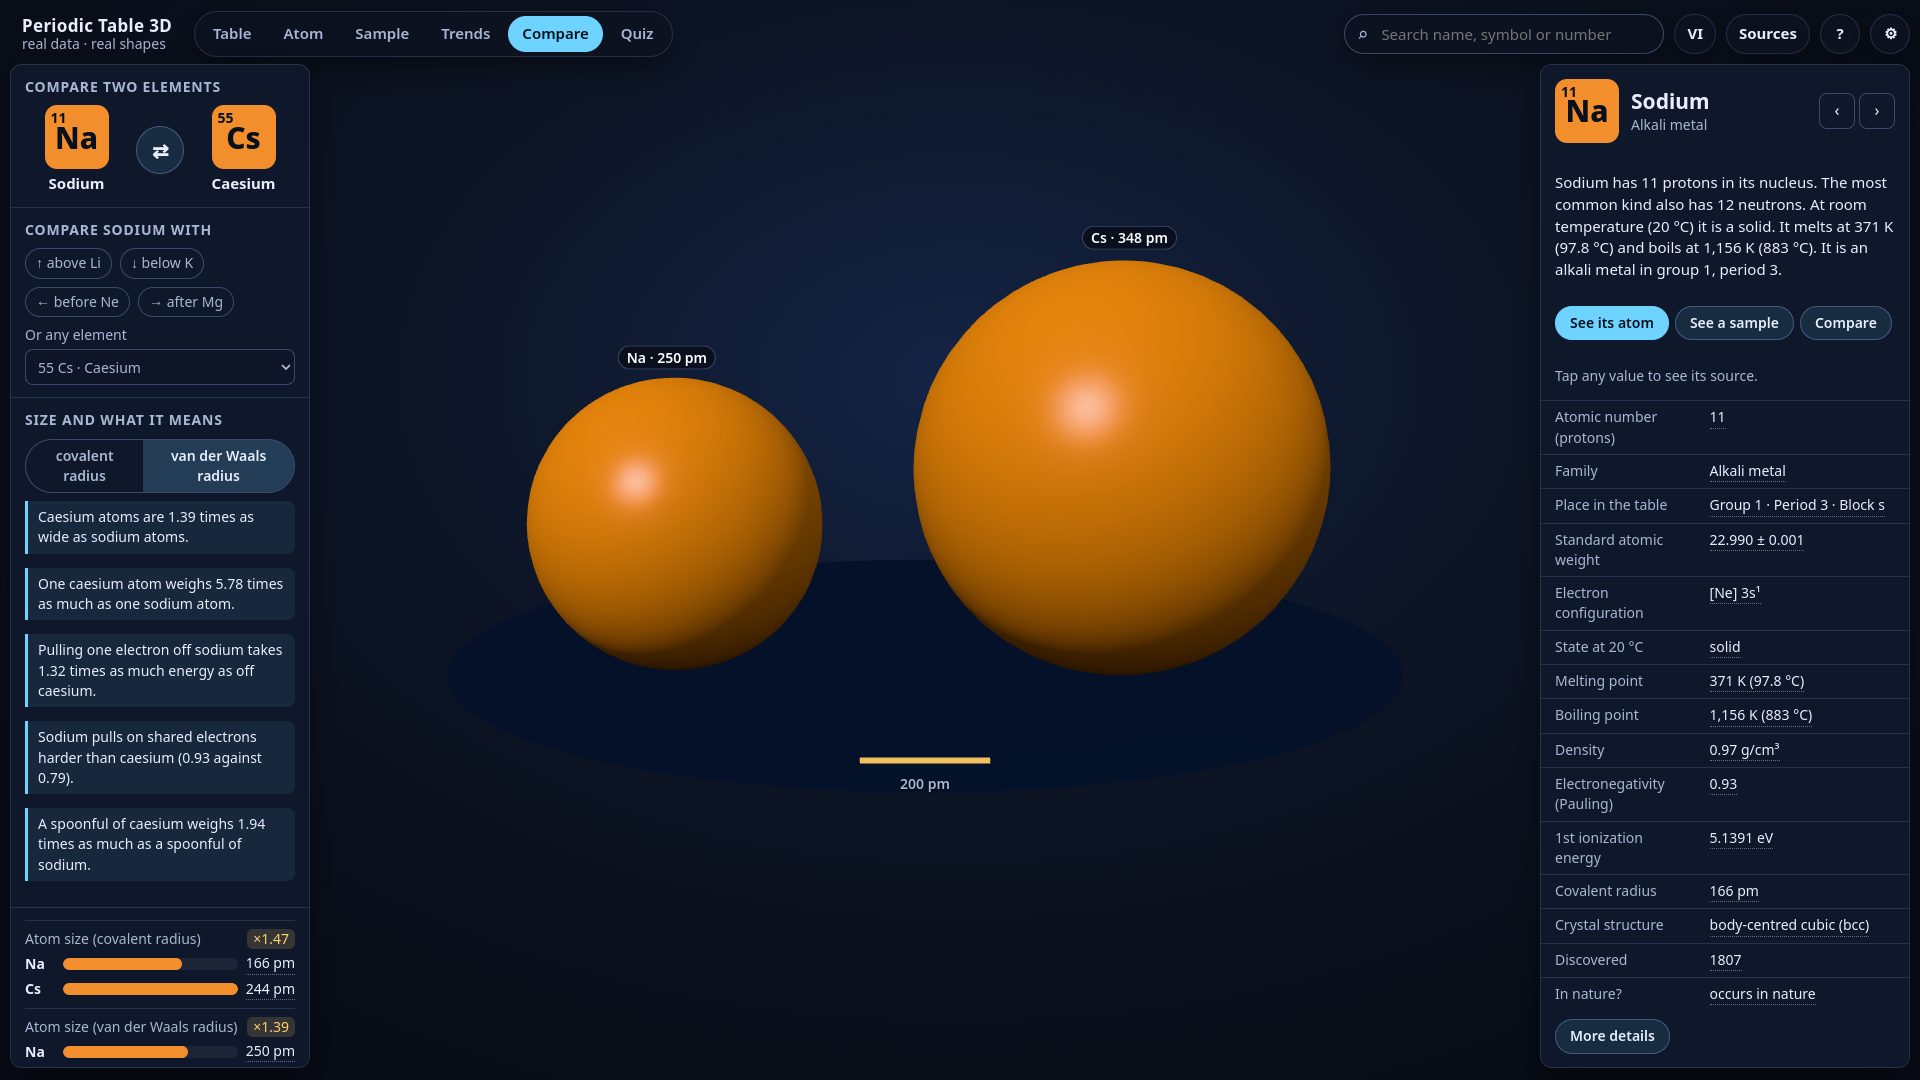 Periodic Table 3D
real data · real shapes
Table
Atom
Sample
Trends
Compare
Quiz
⌕ Search name, symbol or number
VI
Sources
?
⚙
COMPARE TWO ELEMENTS
11
Na
Sodium
⇄
55
Cs
Caesium
COMPARE SODIUM WITH
↑ above Li
↓ below K
← before Ne
→ after Mg
Or any element
55 Cs · Caesium
SIZE AND WHAT IT MEANS
covalent
radius
van der Waals
radius
Caesium atoms are 1.39 times as
wide as sodium atoms.
One caesium atom weighs 5.78 times
as much as one sodium atom.
Pulling one electron off sodium takes
1.32 times as much energy as off
caesium.
Sodium pulls on shared electrons
harder than caesium (0.93 against
0.79).
A spoonful of caesium weighs 1.94
times as much as a spoonful of
sodium.
Atom size (covalent radius) ×1.47
Na 166 pm
Cs 244 pm
Atom size (van der Waals radius) ×1.39
Na 250 pm
Na · 250 pm
Cs · 348 pm
200 pm
11
Na
Sodium
Alkali metal
‹
›
Sodium has 11 protons in its nucleus. The most
common kind also has 12 neutrons. At room
temperature (20 °C) it is a solid. It melts at 371 K
(97.8 °C) and boils at 1,156 K (883 °C). It is an
alkali metal in group 1, period 3.
See its atom
See a sample
Compare
Tap any value to see its source.
Atomic number
(protons)
11
Family
Alkali metal
Place in the table
Group 1 · Period 3 · Block s
Standard atomic
weight
22.990 ± 0.001
Electron
configuration
[Ne] 3s¹
State at 20 °C
solid
Melting point
371 K (97.8 °C)
Boiling point
1,156 K (883 °C)
Density
0.97 g/cm³
Electronegativity
(Pauling)
0.93
1st ionization
energy
5.1391 eV
Covalent radius
166 pm
Crystal structure
body-centred cubic (bcc)
Discovered
1807
In nature?
occurs in nature
More details